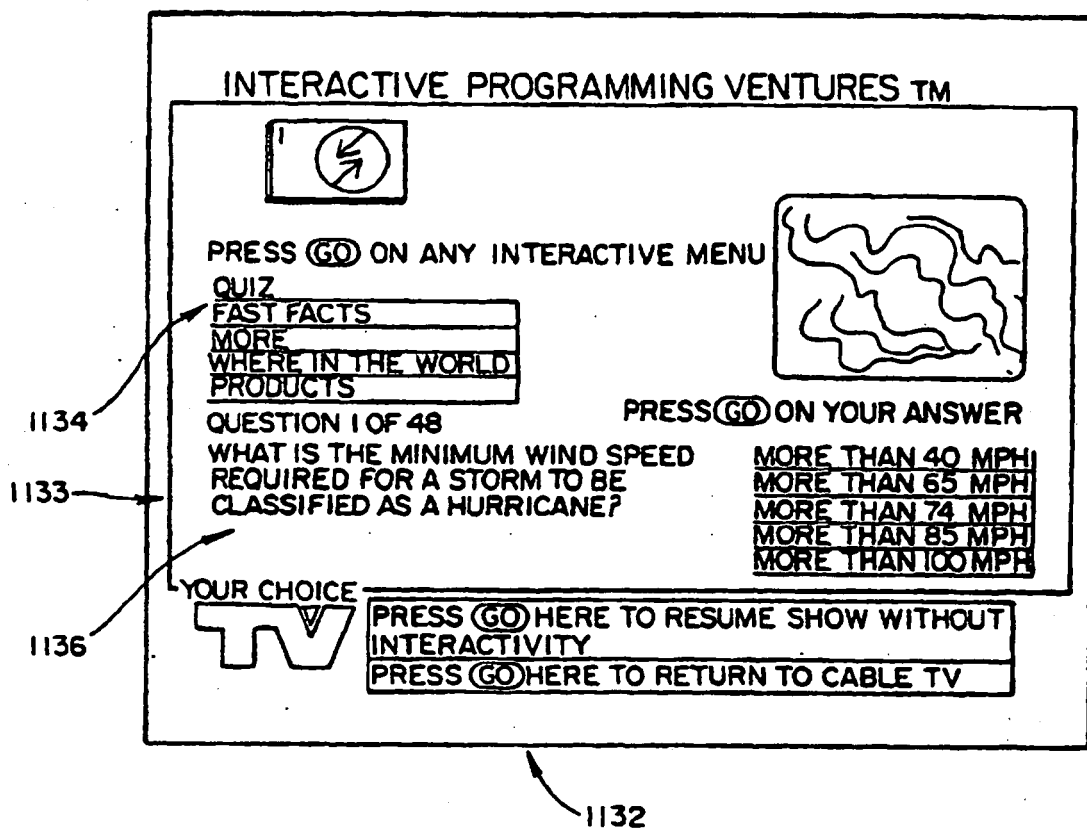 INTERACTIVE PROGRAMMING VENTURES TM
1
PRESS GO ON ANY INTERACTIVE MENU
QUIZ
FAST FACTS
MORE
WHERE IN THE WORLD
PRODUCTS
1134
QUESTION 1 OF 48
PRESS GO ON YOUR ANSWER
WHAT IS THE MINIMUM WIND SPEED
REQUIRED FOR A STORM TO BE
CLASSIFIED AS A HURRICANE?
MORE THAN 40 MPH
MORE THAN 65 MPH
MORE THAN 74 MPH
MORE THAN 85 MPH
MORE THAN 100 MPH
1133
YOUR CHOICE
TV
1136
PRESS GO HERE TO RESUME SHOW WITHOUT
INTERACTIVITY
PRESS GO HERE TO RETURN TO CABLE TV
1132